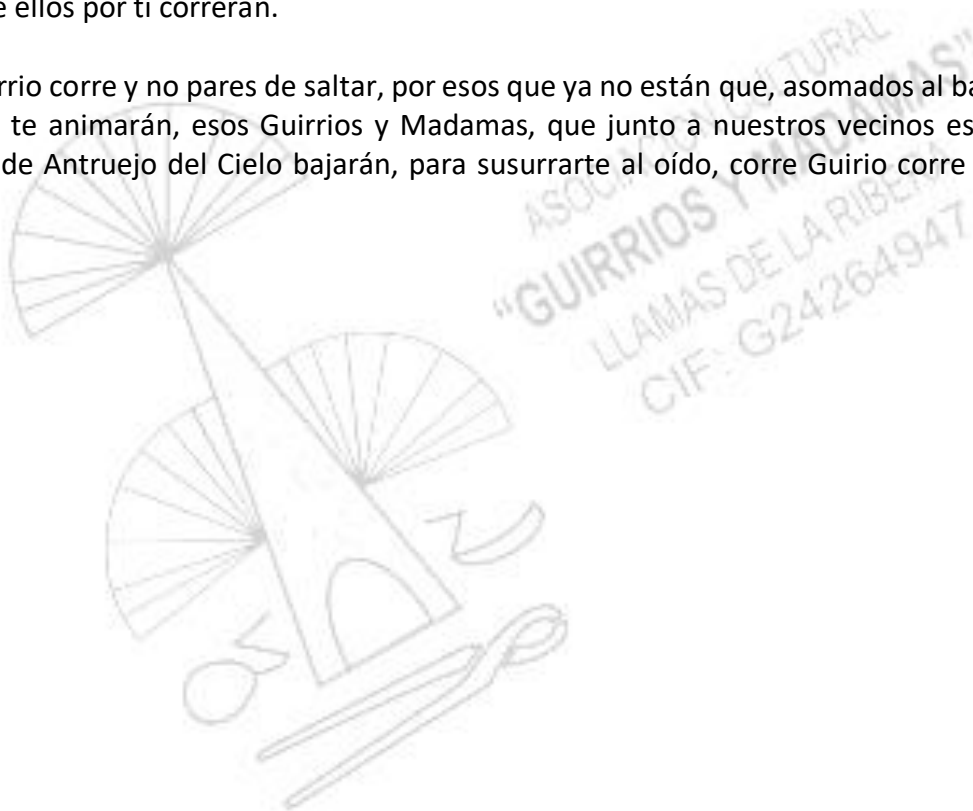 e ellos por ti correrán.
rrio corre y no pares de saltar, por esos que ya no están que, asomados al ba
te animarán, esos Guirrios y Madamas, que junto a nuestros vecinos es
de Antruejo del Cielo bajarán, para susurrarte al oído, corre Guirio corre
ASOCIACIÓN CULTURAL
"GUIRRIOS Y MADAMAS"
LLAMAS DE LA RIBERA
CIF: G24264947